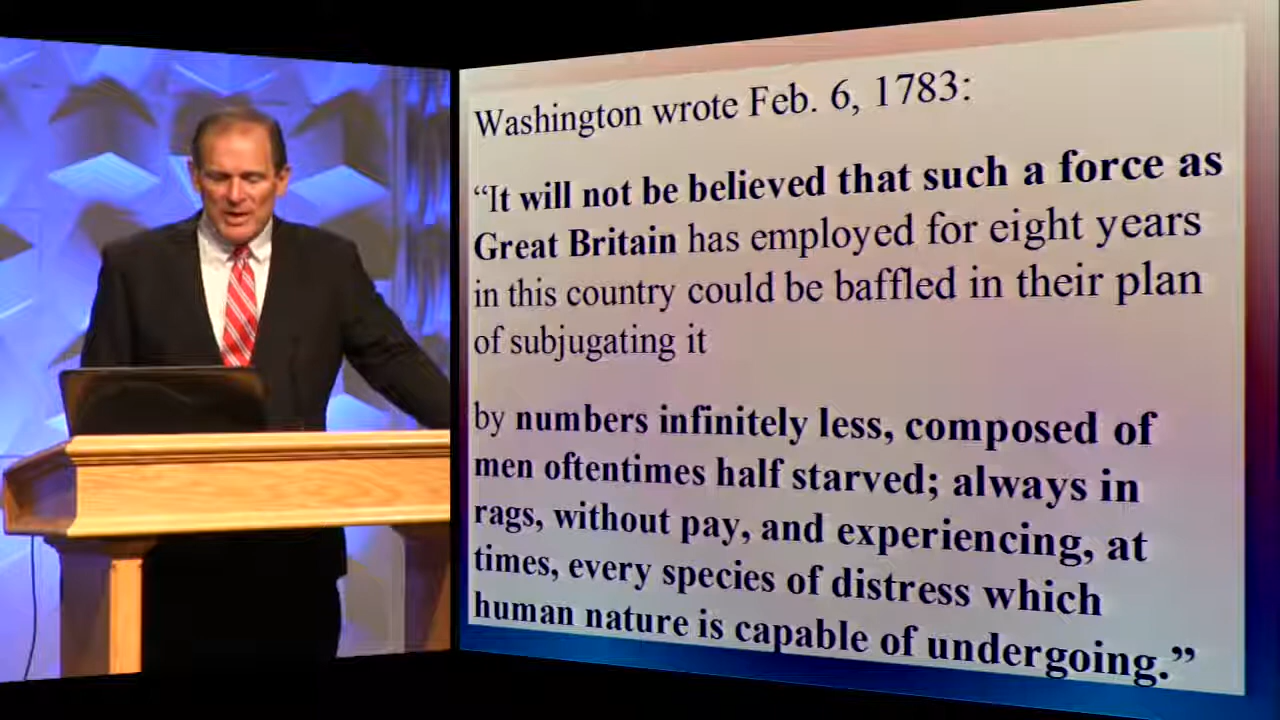 Washington wrote Feb. 6, 1783:
“It will not be believed that such a force as
Great Britain has employed for eight years
in this country could be baffled in their plan
of subjugating it
by numbers infinitely less, composed of
men oftentimes half starved; always in
rags, without pay, and experiencing, at
times, every species of distress which
human nature is capable of undergoing.”